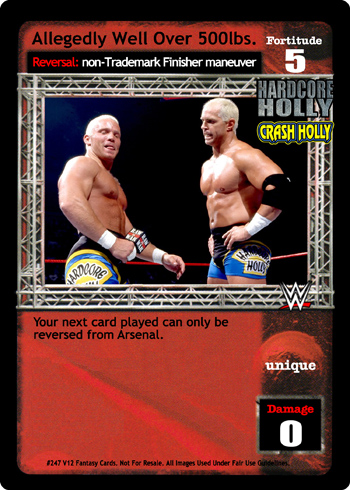 Allegedly Well Over 500lbs.
Fortitude
5
Reversal: non-Trademark Finisher maneuver
HARDCORE
HOLLY
CRASH HOLLY
HARDCORE
HARDCORE
HOLLY
W
Your next card played can only be
reversed from Arsenal.
unique
Damage
0
#247 V12 Fantasy Cards. Not For Resale. All Images Used Under Fair Use Guidelines.